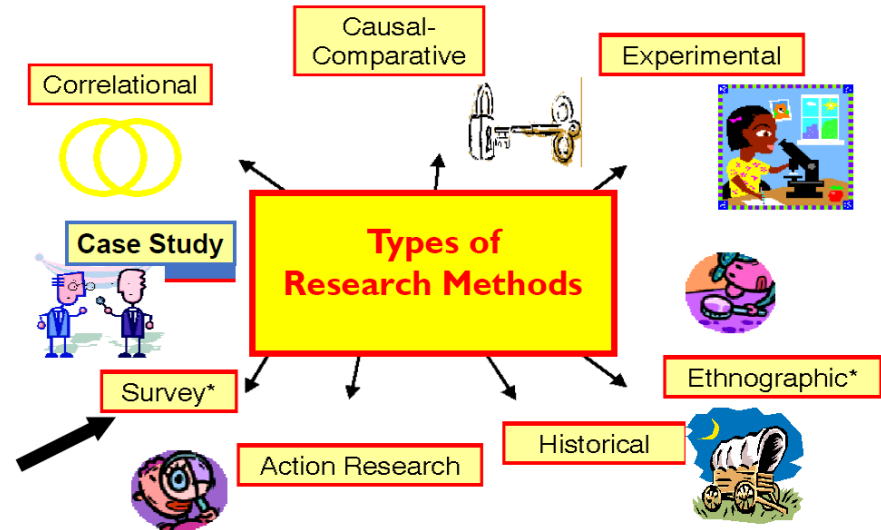 Causal-
Comparative
Experimental
Correlational
Types of
Research Methods
Case Study
Survey*
Ethnographic*
Action Research
Historical